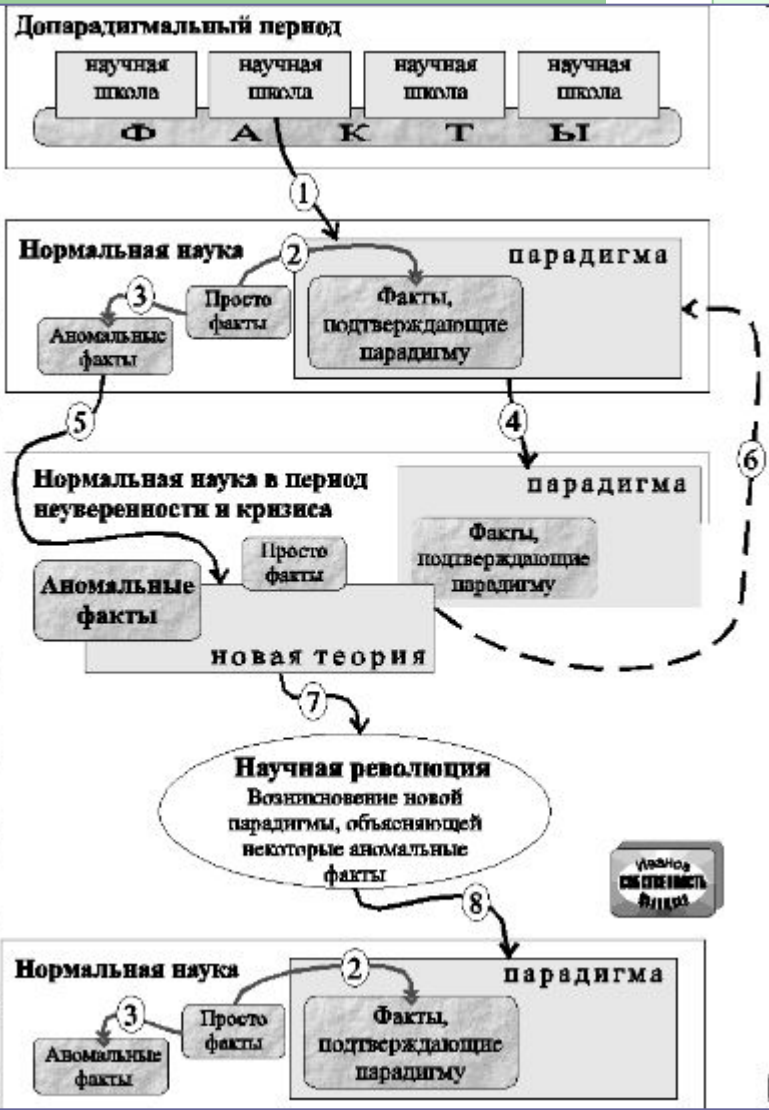 Допарадигмальный период
научная школа
научная школа
научная школа
научная школа
Ф А К Т Ы
1
Нормальная наука
парадигма
2
3
Просто
факты
Факты,
подтверждающие
парадигму
Аномальные
факты
5
4
6
Нормальная наука в период
неуверенности и кризиса
парадигма
Факты,
подтверждающие
парадигму
Просто
факты
Аномальные
факты
новая теория
7
Научная революция
Возникновение новой
парадигмы, объясняющей
некоторые аномальные
факты
СОБСТВЕННОСТЬ
8
Нормальная наука
парадигма
2
3
Просто
факты
Факты,
подтверждающие
парадигму
Аномальные
факты